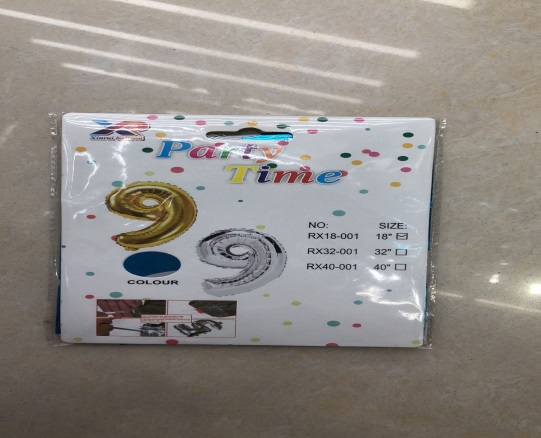 Party
Time
NO: SIZE:
RX18-001 18"
RX32-001 32"
RX40-001 40"
COLOUR